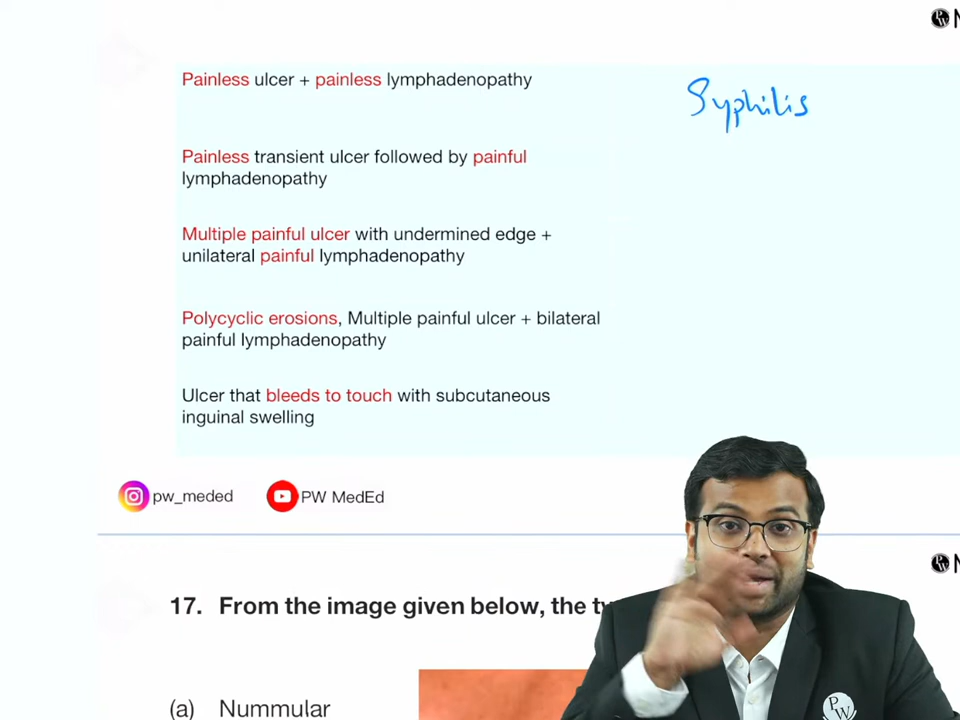 Painless ulcer + painless lymphadenopathy
Syphilis
Painless transient ulcer followed by painful
lymphadenopathy
Multiple painful ulcer with undermined edge +
unilateral painful lymphadenopathy
Polycyclic erosions, Multiple painful ulcer + bilateral
painful lymphadenopathy
Ulcer that bleeds to touch with subcutaneous
inguinal swelling
pw_meded
PW MedEd
17. From the image given below, the
(a) Nummular
PW